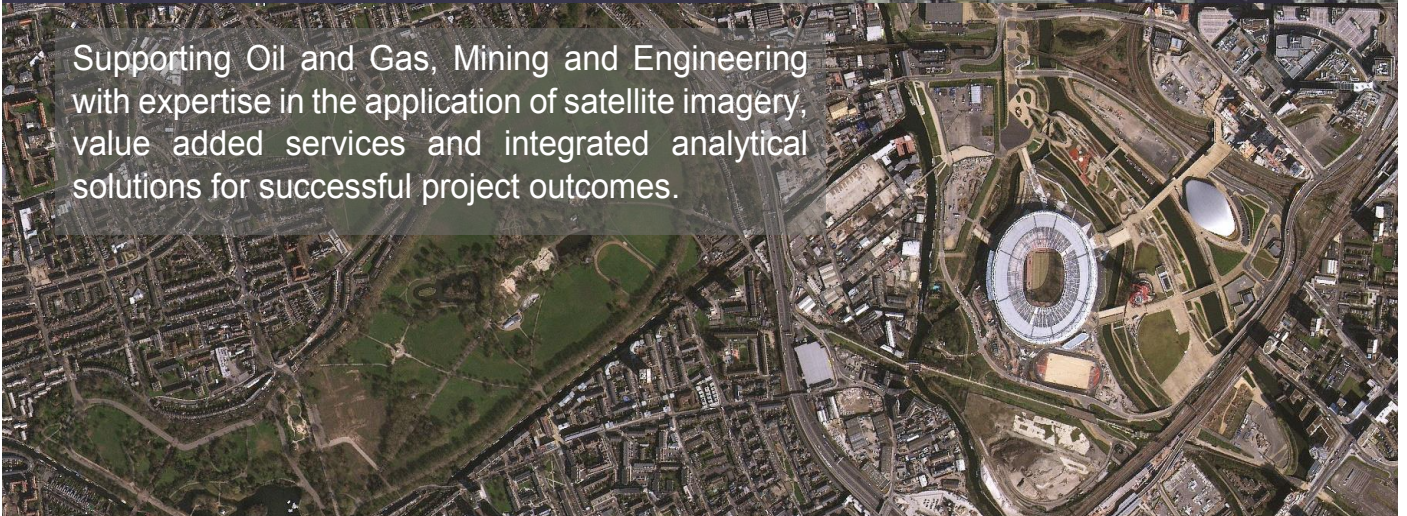 Supporting Oil and Gas, Mining and Engineering
with expertise in the application of satellite imagery,
value added services and integrated analytical
solutions for successful project outcomes.